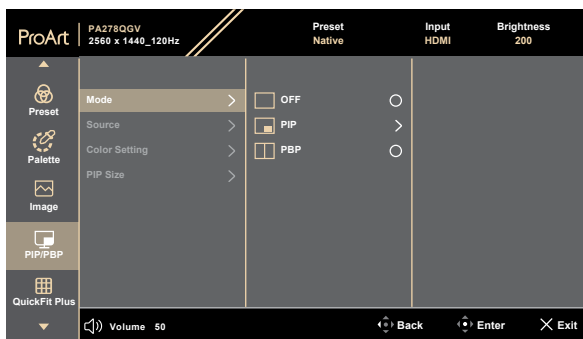 ProArt
PA278QGV
2560 x 1440_120Hz
Preset
Native
Input
HDMI
Brightness
200
Preset
Palette
Image
PIP/PBP
QuickFit Plus
Mode
Source
Color Setting
PIP Size
OFF
PIP
PBP
Volume 50
Back
Enter
Exit